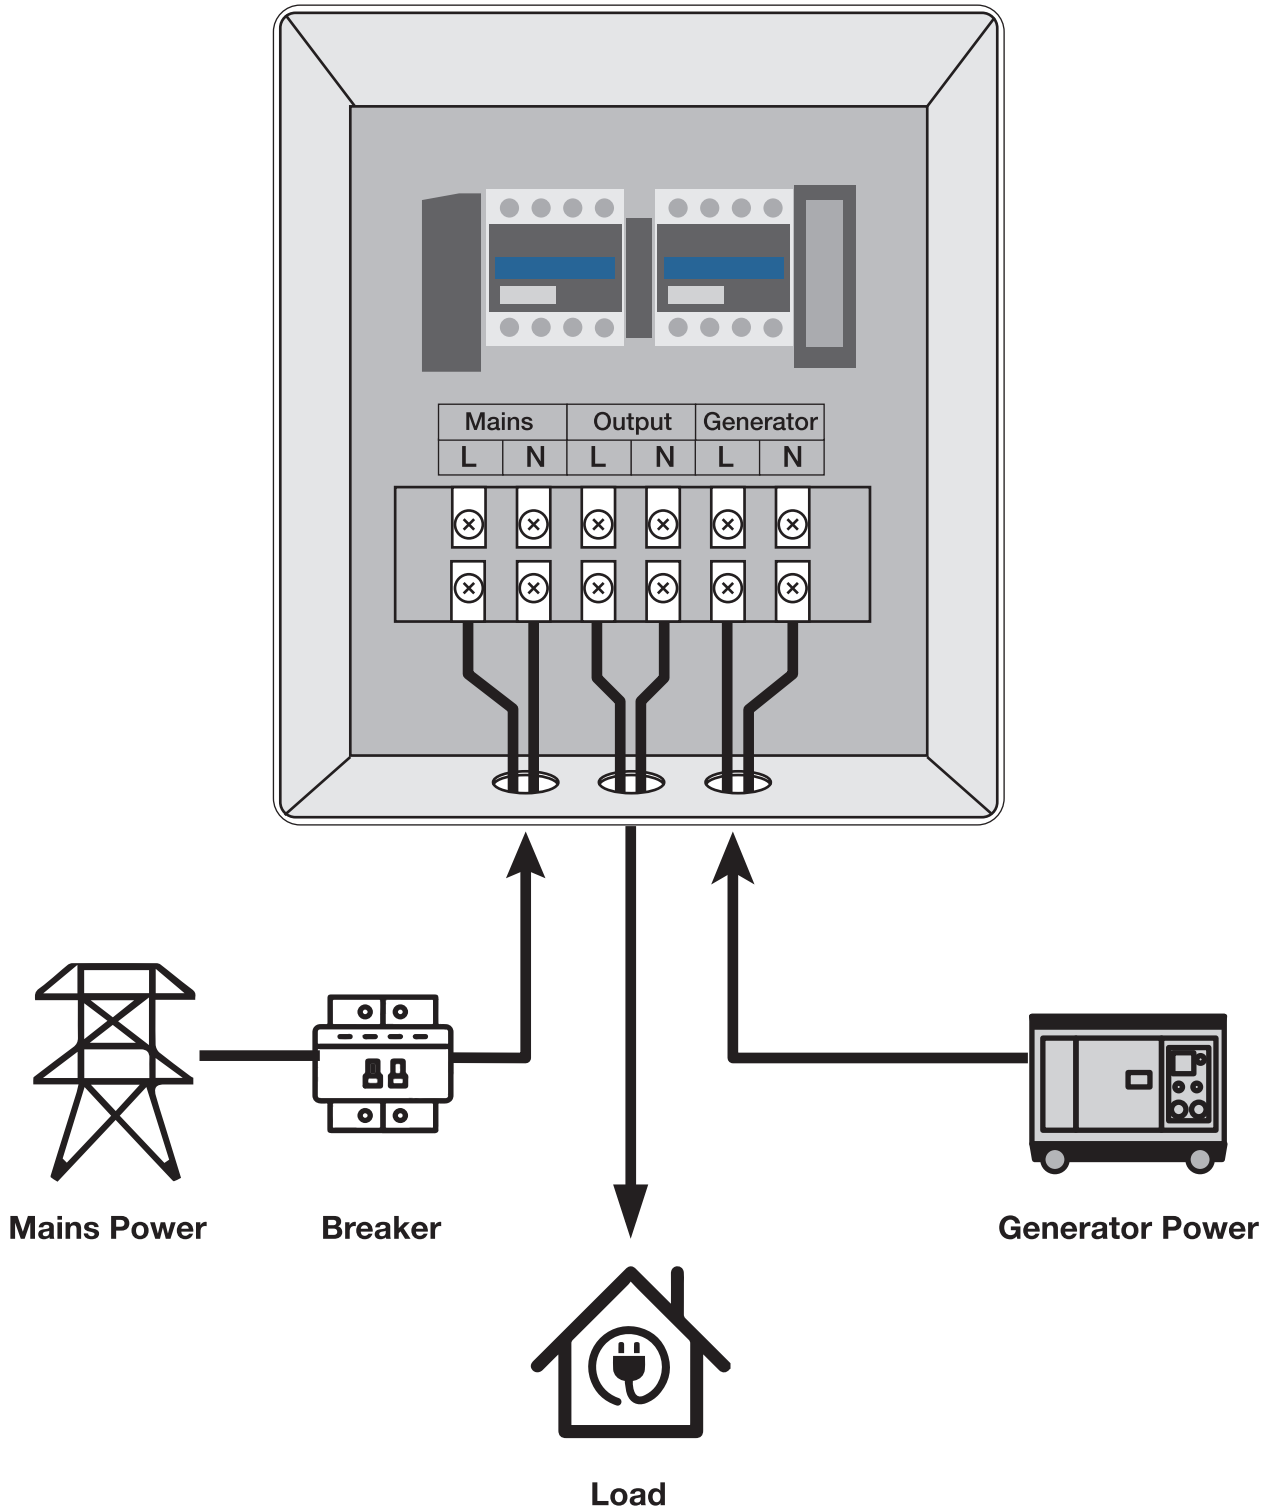 Mains Output Generator
L N L N L N
Mains Power
Breaker
Generator Power
Load